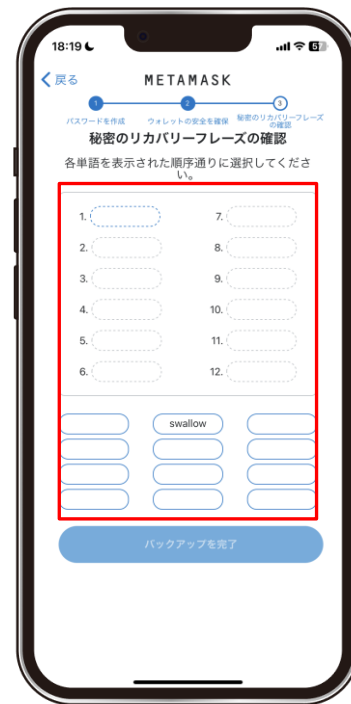 18:19
57
戻る
METAMASK
1
2
3
パスワードを作成
ウォレットの安全を確保
秘密のリカバリーフレーズ
の確認
秘密のリカバリーフレーズの確認
各単語を表示された順序通りに選択してくださ
い。
1.
7.
2.
8.
3.
9.
4.
10.
5.
11.
6.
12.
swallow
バックアップを完了